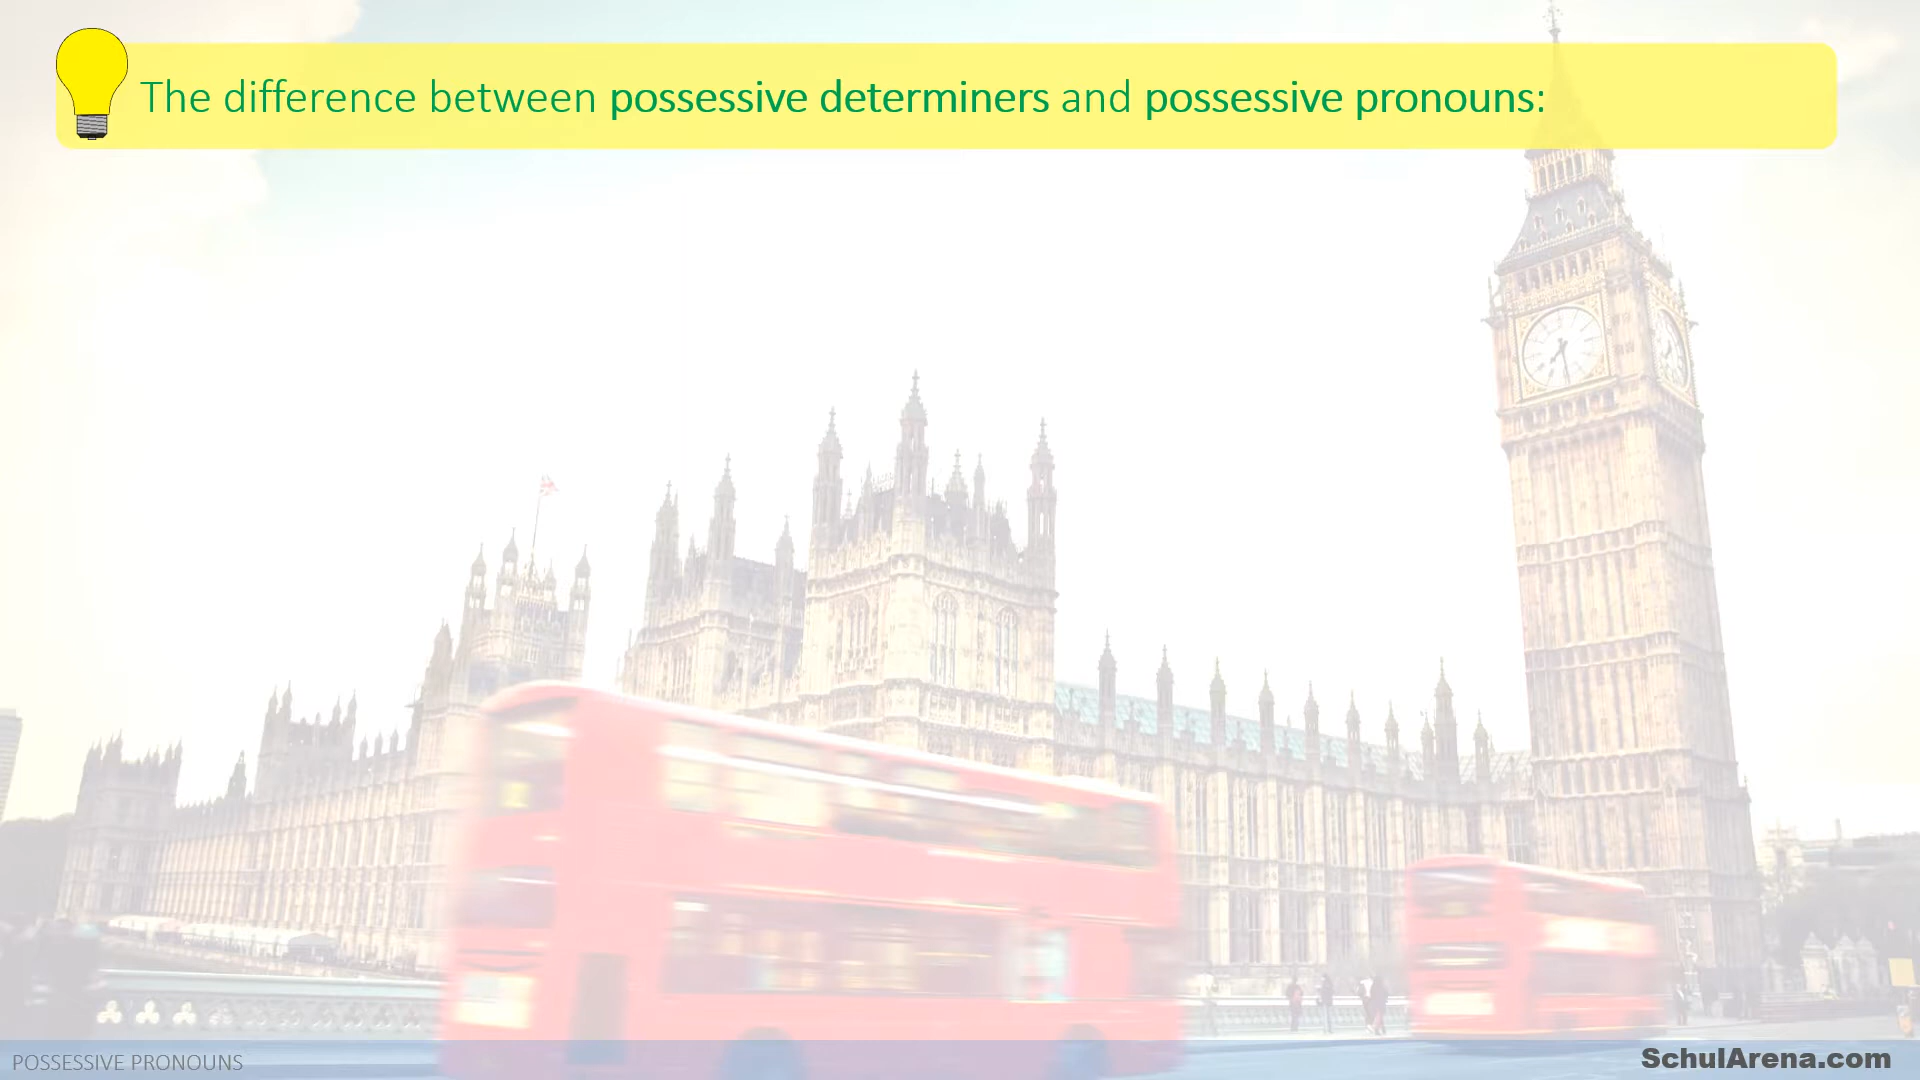 The difference between possessive determiners and possessive pronouns:
POSSESSIVE PRONOUNS
SchulArena.com